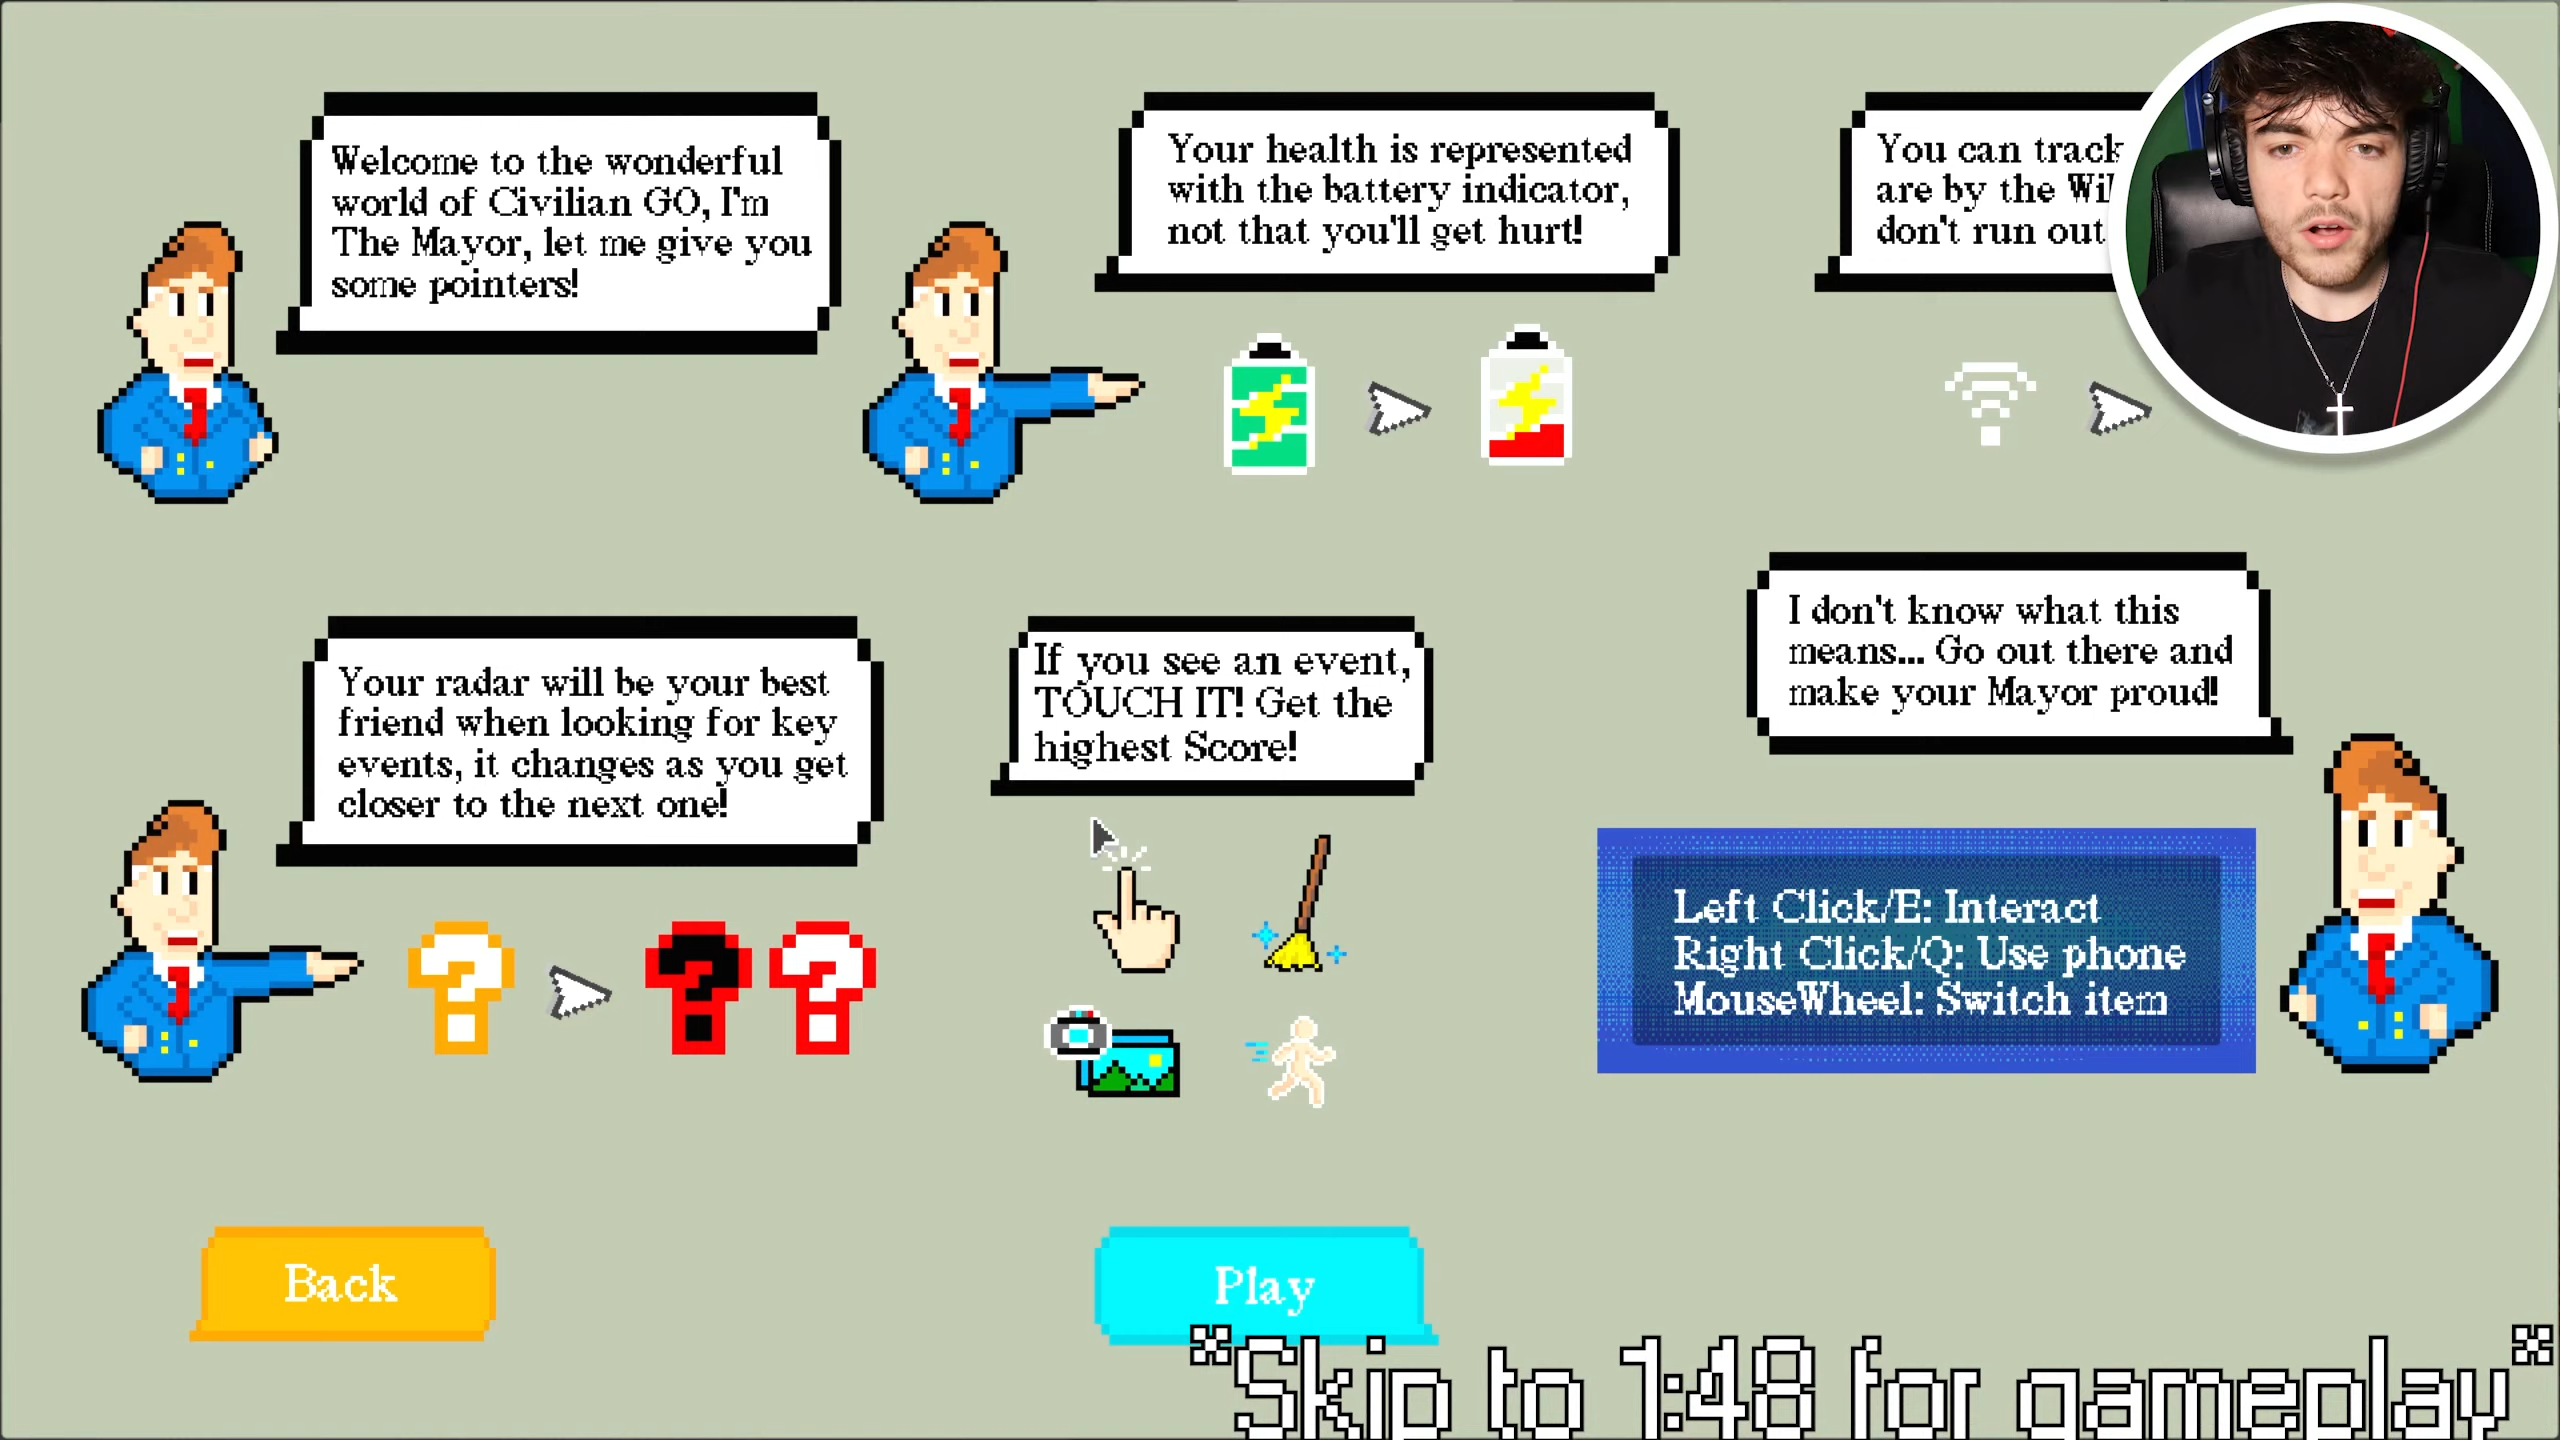 Welcome to the wonderful
world of Civilian GO, I'm
The Mayor, let me give you
some pointers!
Your health is represented
with the battery indicator,
not that you'll get hurt!
You can track
are by the
don't run out
Your radar will be your best
friend when looking for key
events, it changes as you get
closer to the next one!
If you see an event,
TOUCH IT! Get the
highest Score!
I don't know what this
means... Go out there and
make your Mayor proud!
Left Click/E: Interact
Right Click/Q: Use phone
MouseWheel: Switch item
Back
Play
*Skip to 1:48 for gameplay*